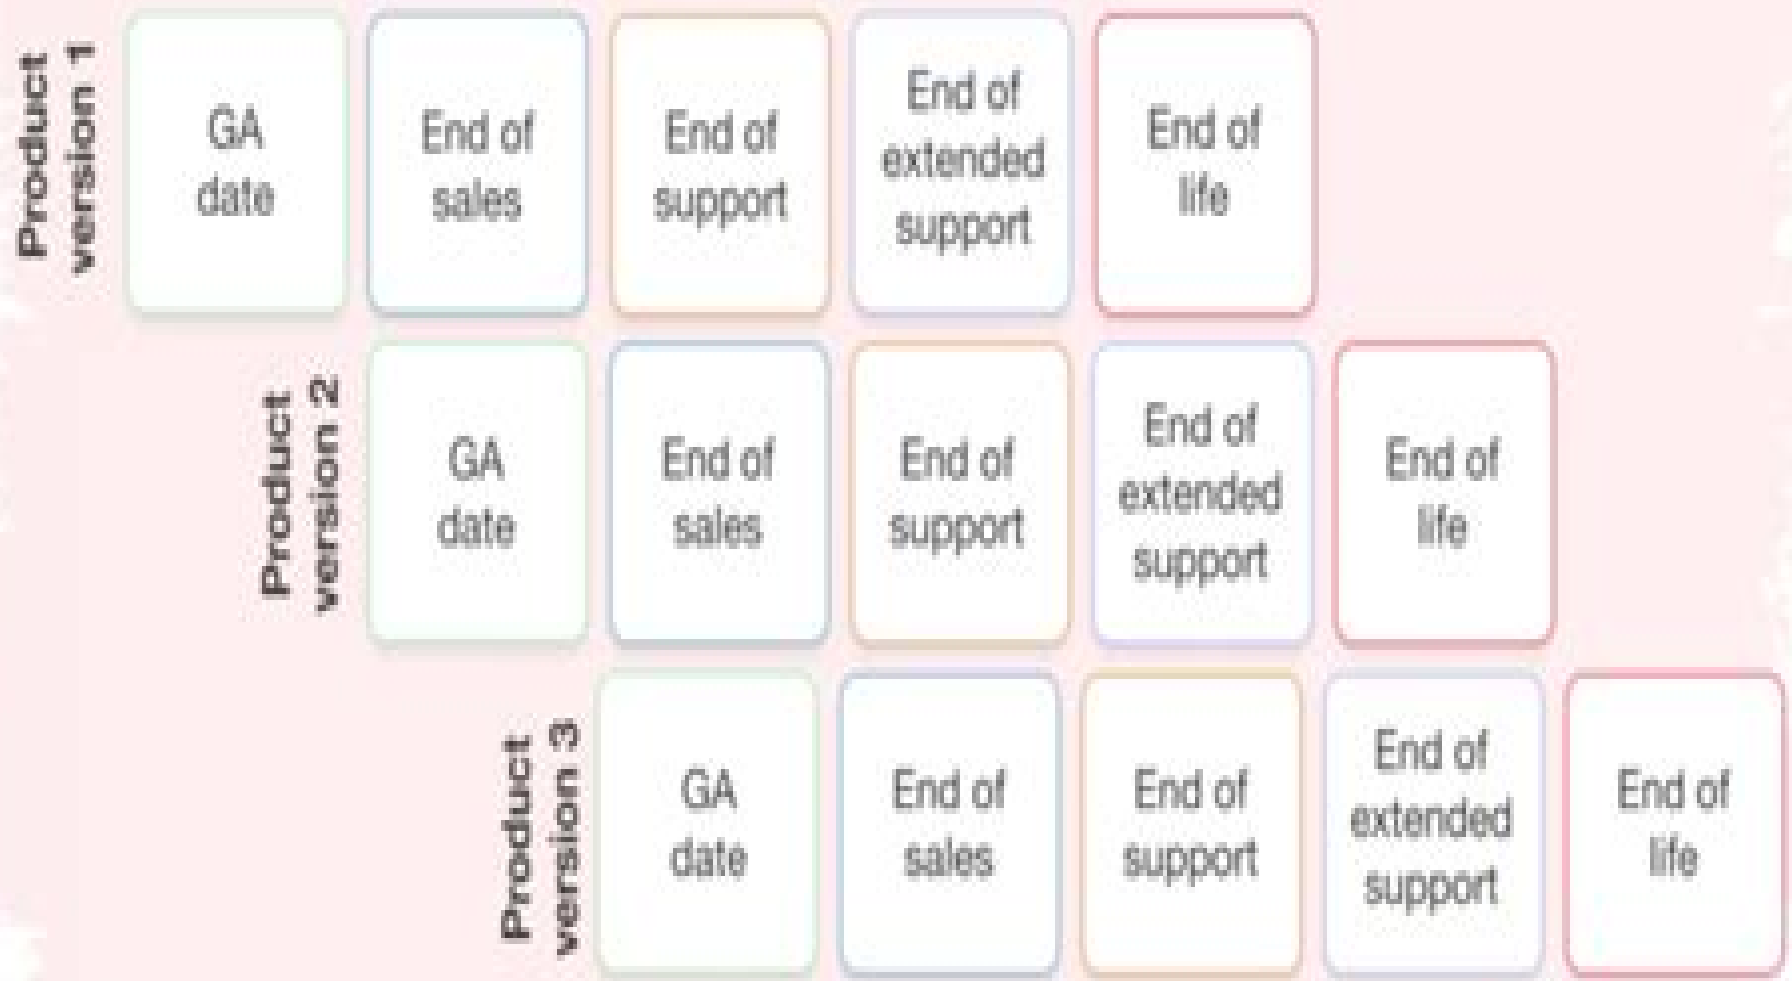 Product
version 1
GA
date
End of
sales
End of
support
End of
extended
support
End of
life
Product
version 2
GA
date
End of
sales
End of
support
End of
extended
support
End of
life
Product
version 3
GA
date
End of
sales
End of
support
End of
extended
support
End of
life